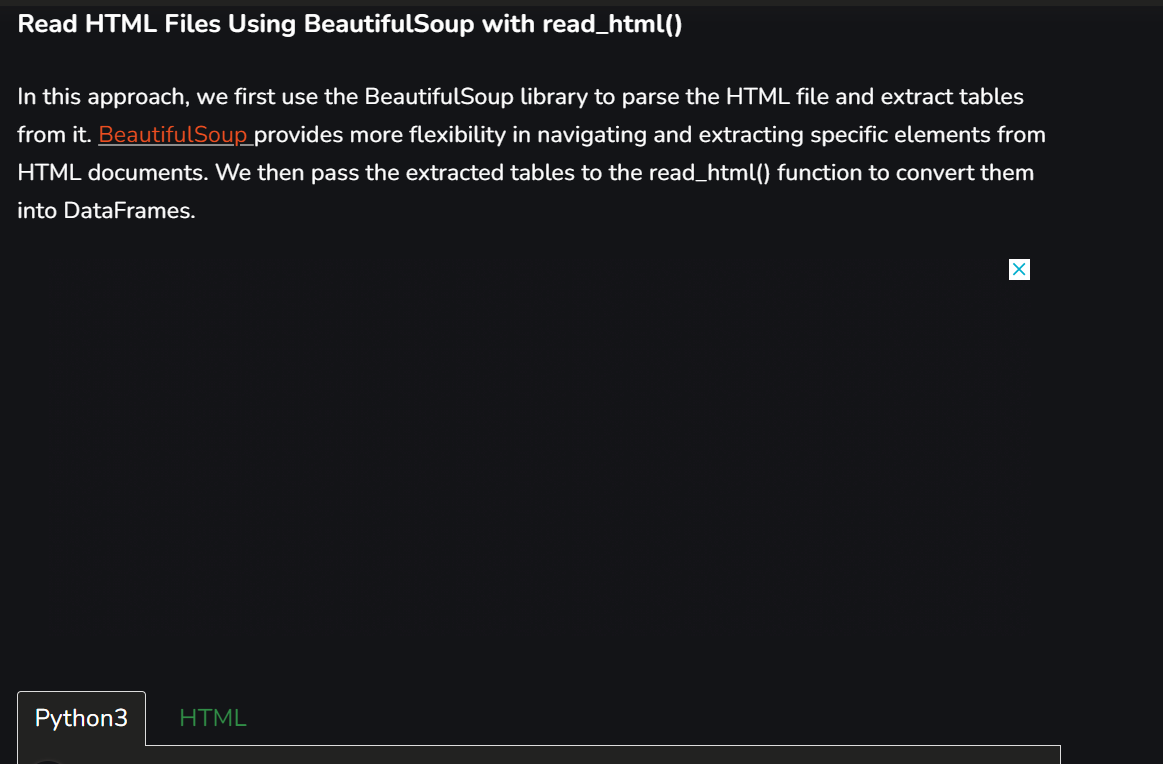 Read HTML Files Using BeautifulSoup with read_html()
In this approach, we first use the BeautifulSoup library to parse the HTML file and extract tables
from it. BeautifulSoup provides more flexibility in navigating and extracting specific elements from
HTML documents. We then pass the extracted tables to the read_html() function to convert them
into DataFrames.
Python3 HTML